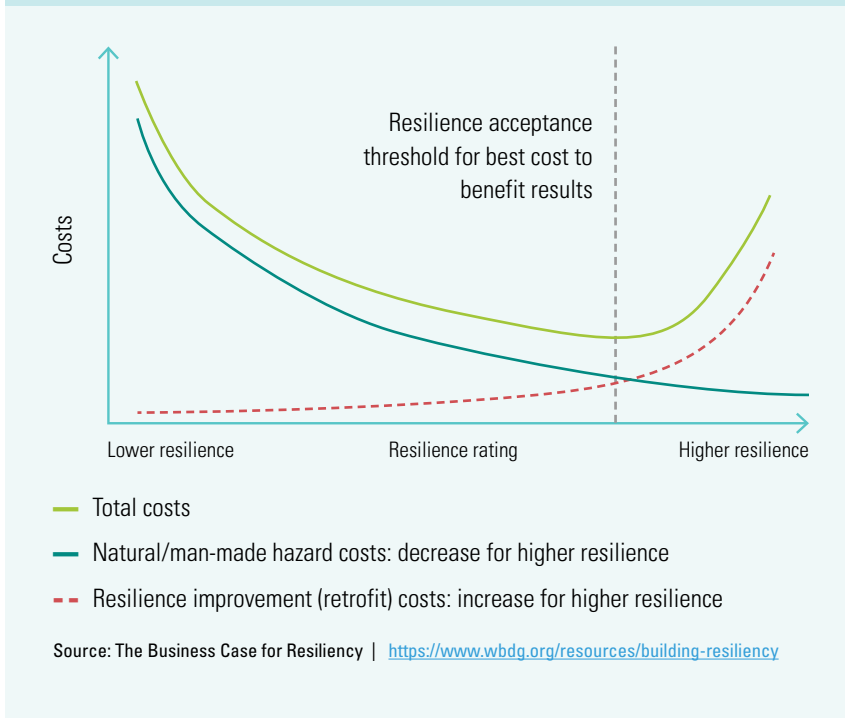 Resilience acceptance
threshold for best cost to
benefit results
Costs
Lower resilience
Resilience rating
Higher resilience
Total costs
Natural/man-made hazard costs: decrease for higher resilience
Resilience improvement (retrofit) costs: increase for higher resilience
Source: The Business Case for Resiliency | https://www.wbdg.org/resources/building-resiliency